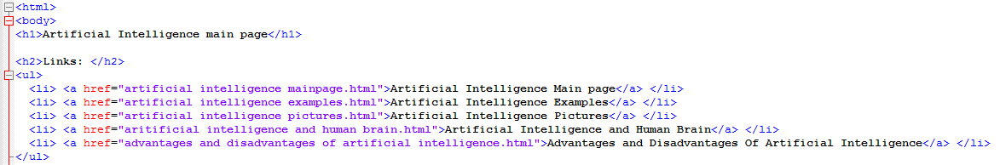 <html>
<body>
<h1>Artificial Intelligence main page</h1>
<h2>Links: </h2>
<ul>
<li> <a href="artificial intelligence mainpage.html">Artificial Intelligence Main page</a> </li>
<li> <a href="artificial intelligence examples.html">Artificial Intelligence Examples</a> </li>
<li> <a href="artificial intelligence pictures.html">Artificial Intelligence Pictures</a> </li>
<li> <a href="aritificial intelligence and human brain.html">Artificial Intelligence and Human Brain</a> </li>
<li> <a href="advantages and disadvantages of artificial intelligence.html">Advantages and Disadvantages Of Artificial Intelligence</a> </li>
</ul>